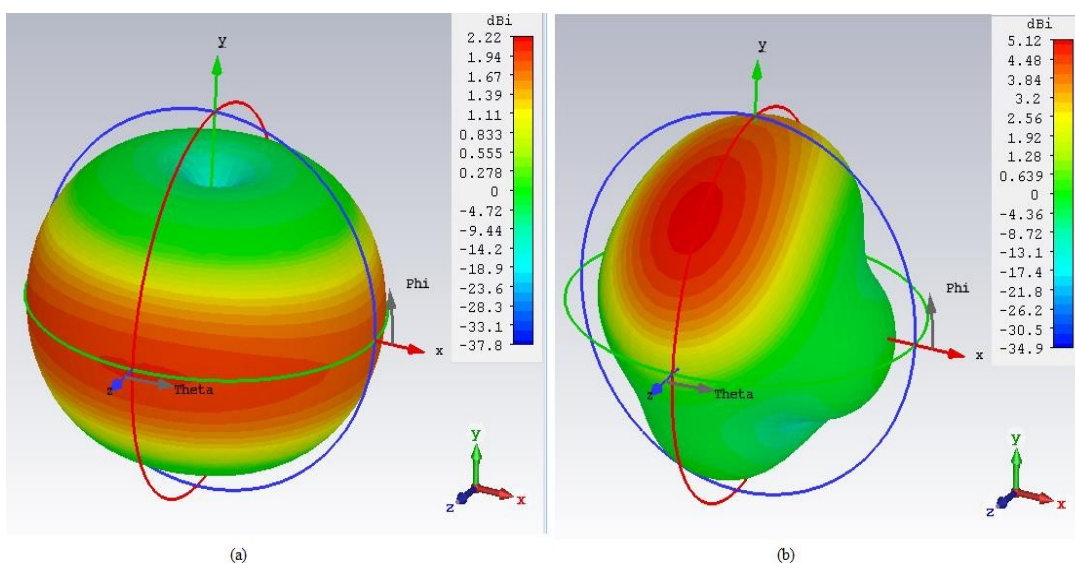 dBi
2.22
1.94
1.67
1.39
1.11
0.833
0.555
0.278
0
-4.72
-9.44
-14.2
-18.9
-23.6
-28.3
-33.1
-37.8
y
Phi
x
z
Theta
y
z
x
(a)
dBi
5.12
4.48
3.84
3.2
2.56
1.92
1.28
0.639
0
-4.36
-8.72
-13.1
-17.4
-21.8
-26.2
-30.5
-34.9
y
Phi
x
z
Theta
y
z
x
(b)